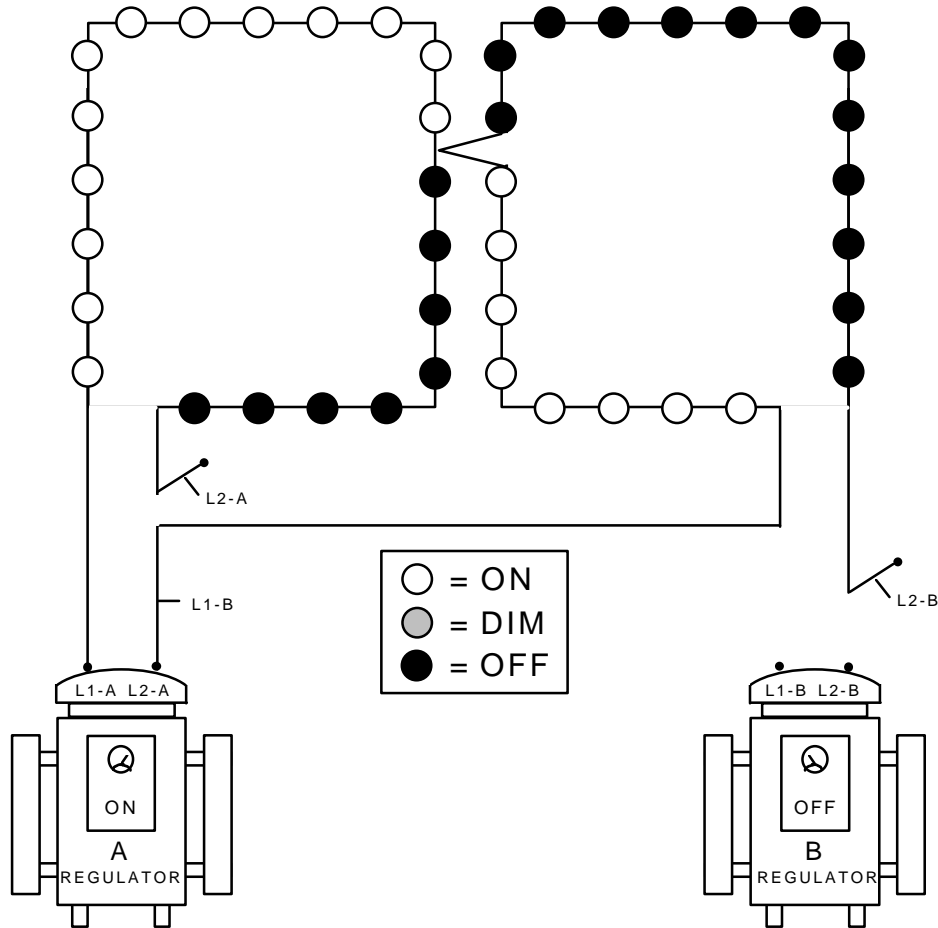 L2-A
= ON
L1-B
L2-B
= DIM
= OFF
L1-A L2-A
L1-B L2-B
ON
OFF
A
B
REGULATOR
REGULATOR